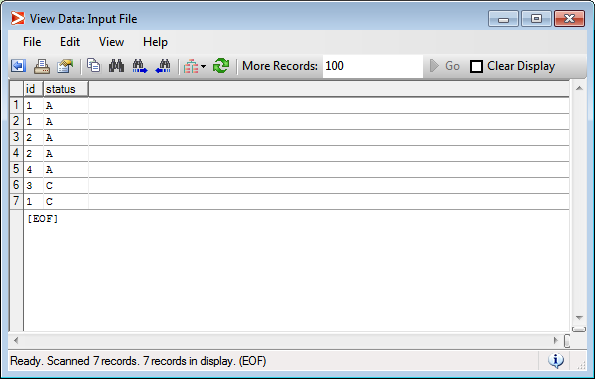 View Data: Input File
File Edit View Help
More Records: 100 Go Clear Display
id status
1 1 A
2 1 A
3 2 A
4 2 A
5 4 A
6 3 C
7 1 C
[EOF]
Ready. Scanned 7 records. 7 records in display. (EOF)